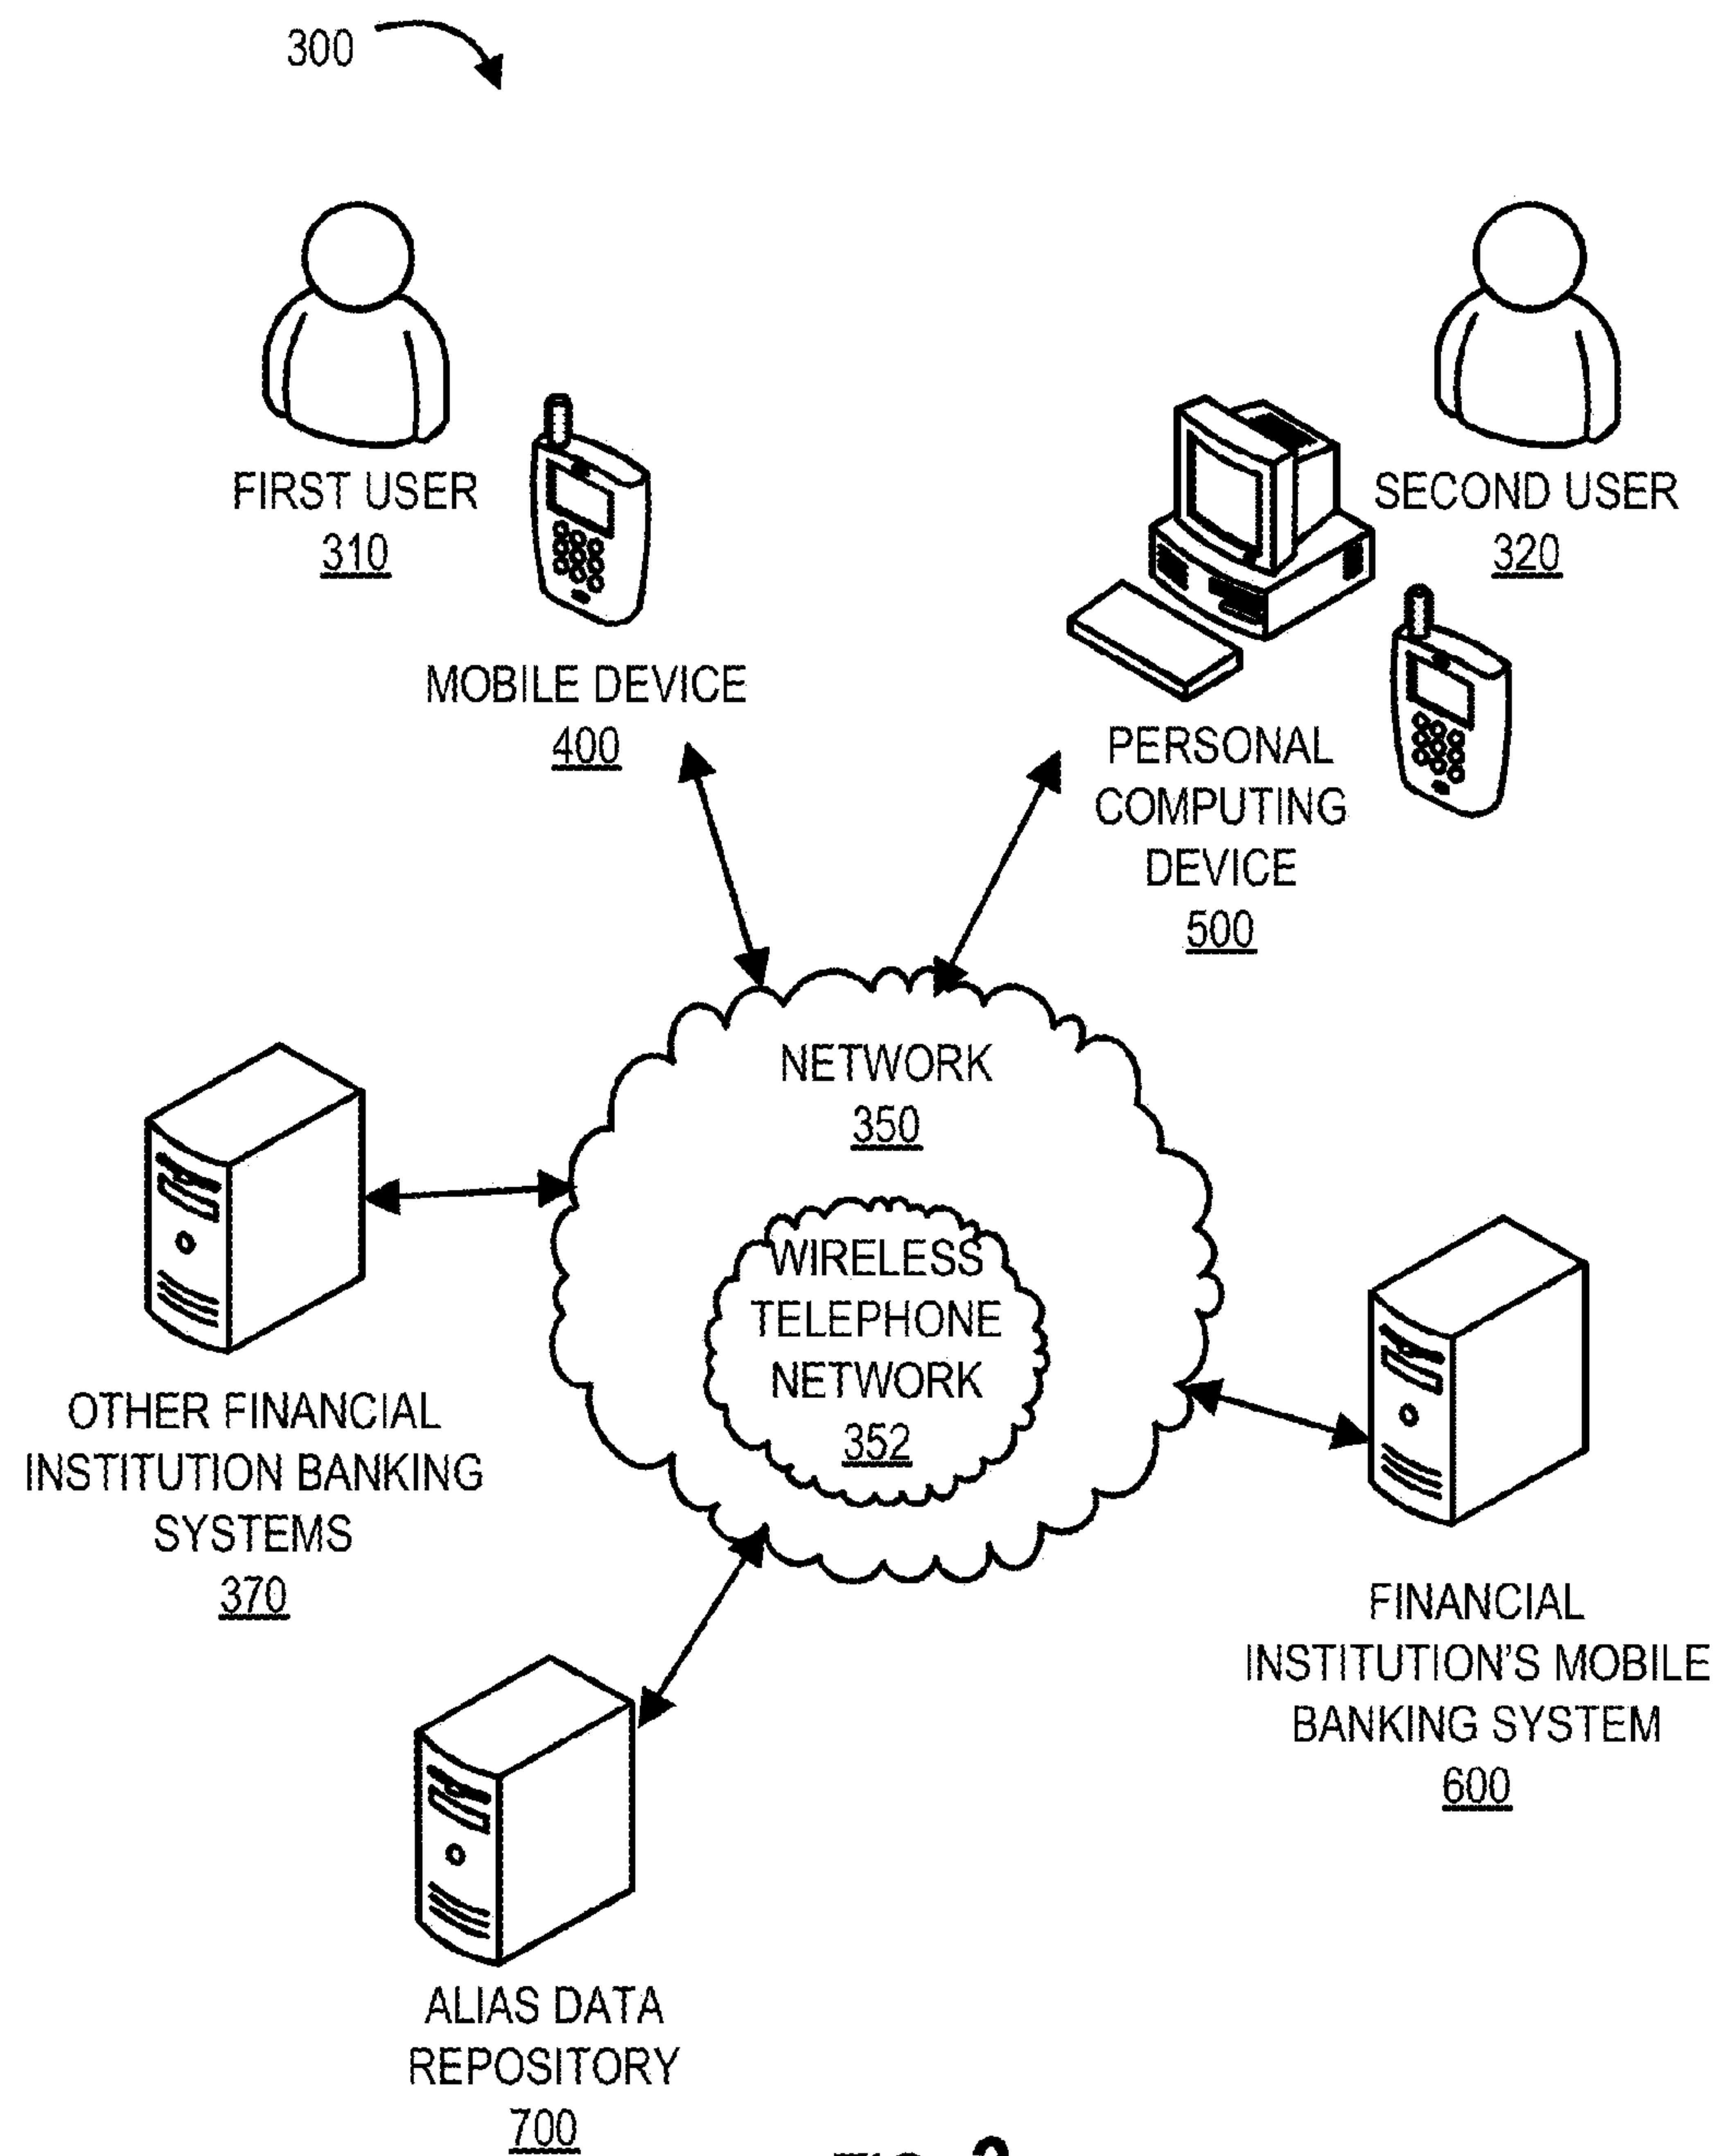 300
FIRST USER
310
SECOND USER
320
MOBILE DEVICE
400
PERSONAL
COMPUTING
DEVICE
500
NETWORK
350
WIRELESS
TELEPHONE
NETWORK
352
OTHER FINANCIAL
INSTITUTION BANKING
SYSTEMS
370
FINANCIAL
INSTITUTION'S MOBILE
BANKING SYSTEM
600
ALIAS DATA
REPOSITORY
700